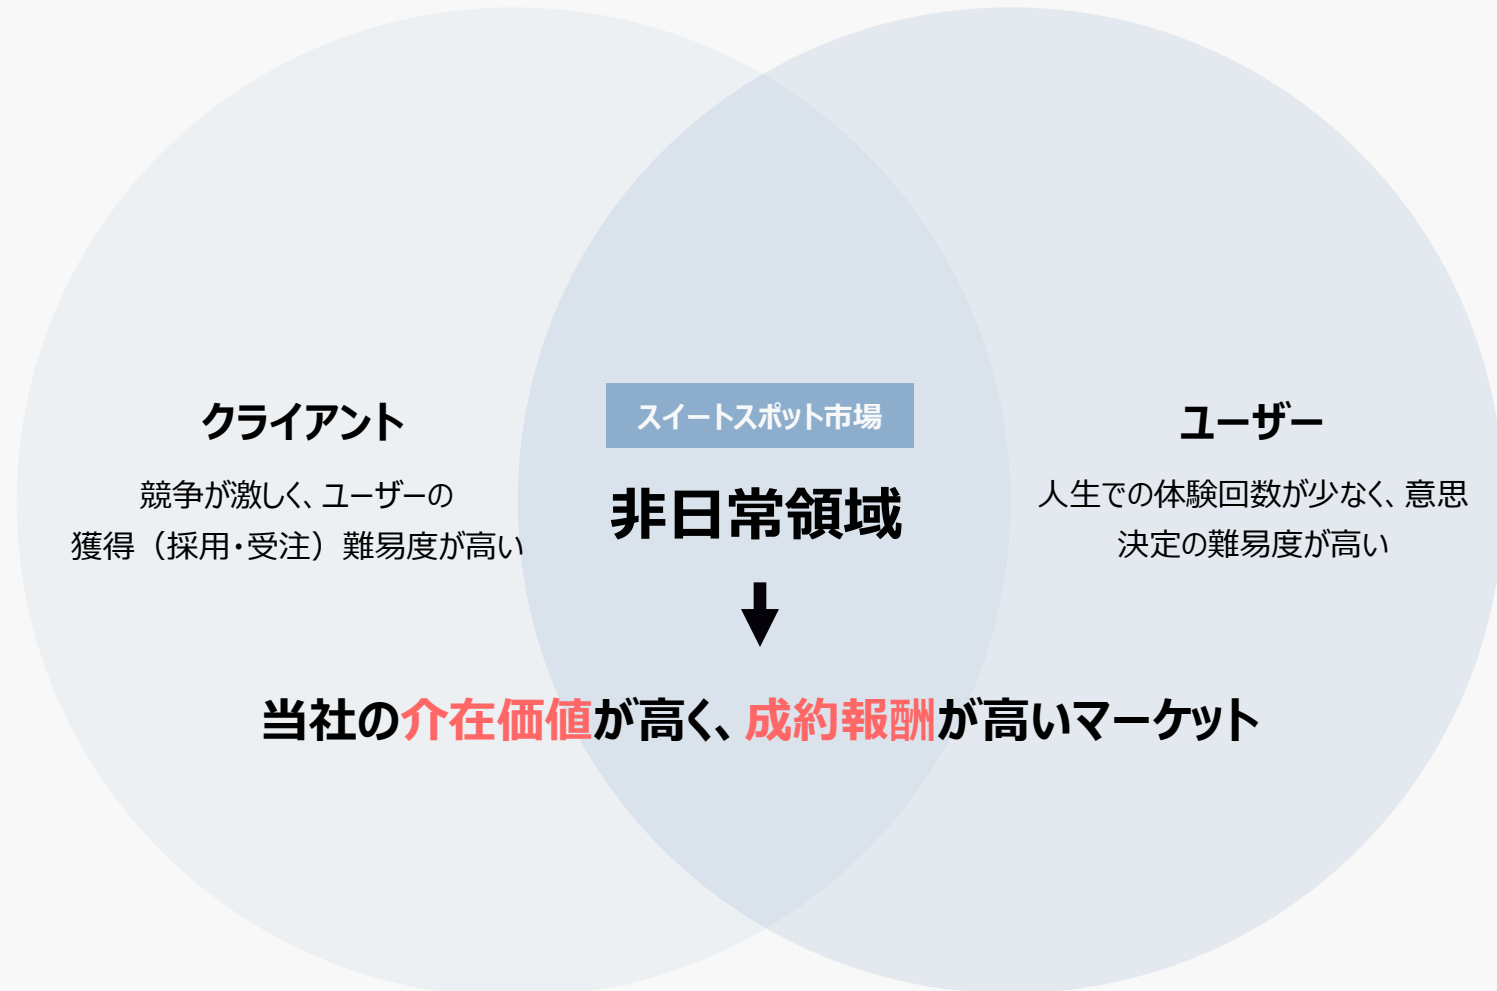 クライアント
競争が激しく、ユーザーの
獲得（採用・受注）難易度が高い
スイートスポット市場
非日常領域
ユーザー
人生での体験回数が少なく、意思
決定の難易度が高い
当社の介在価値が高く、成約報酬が高いマーケット